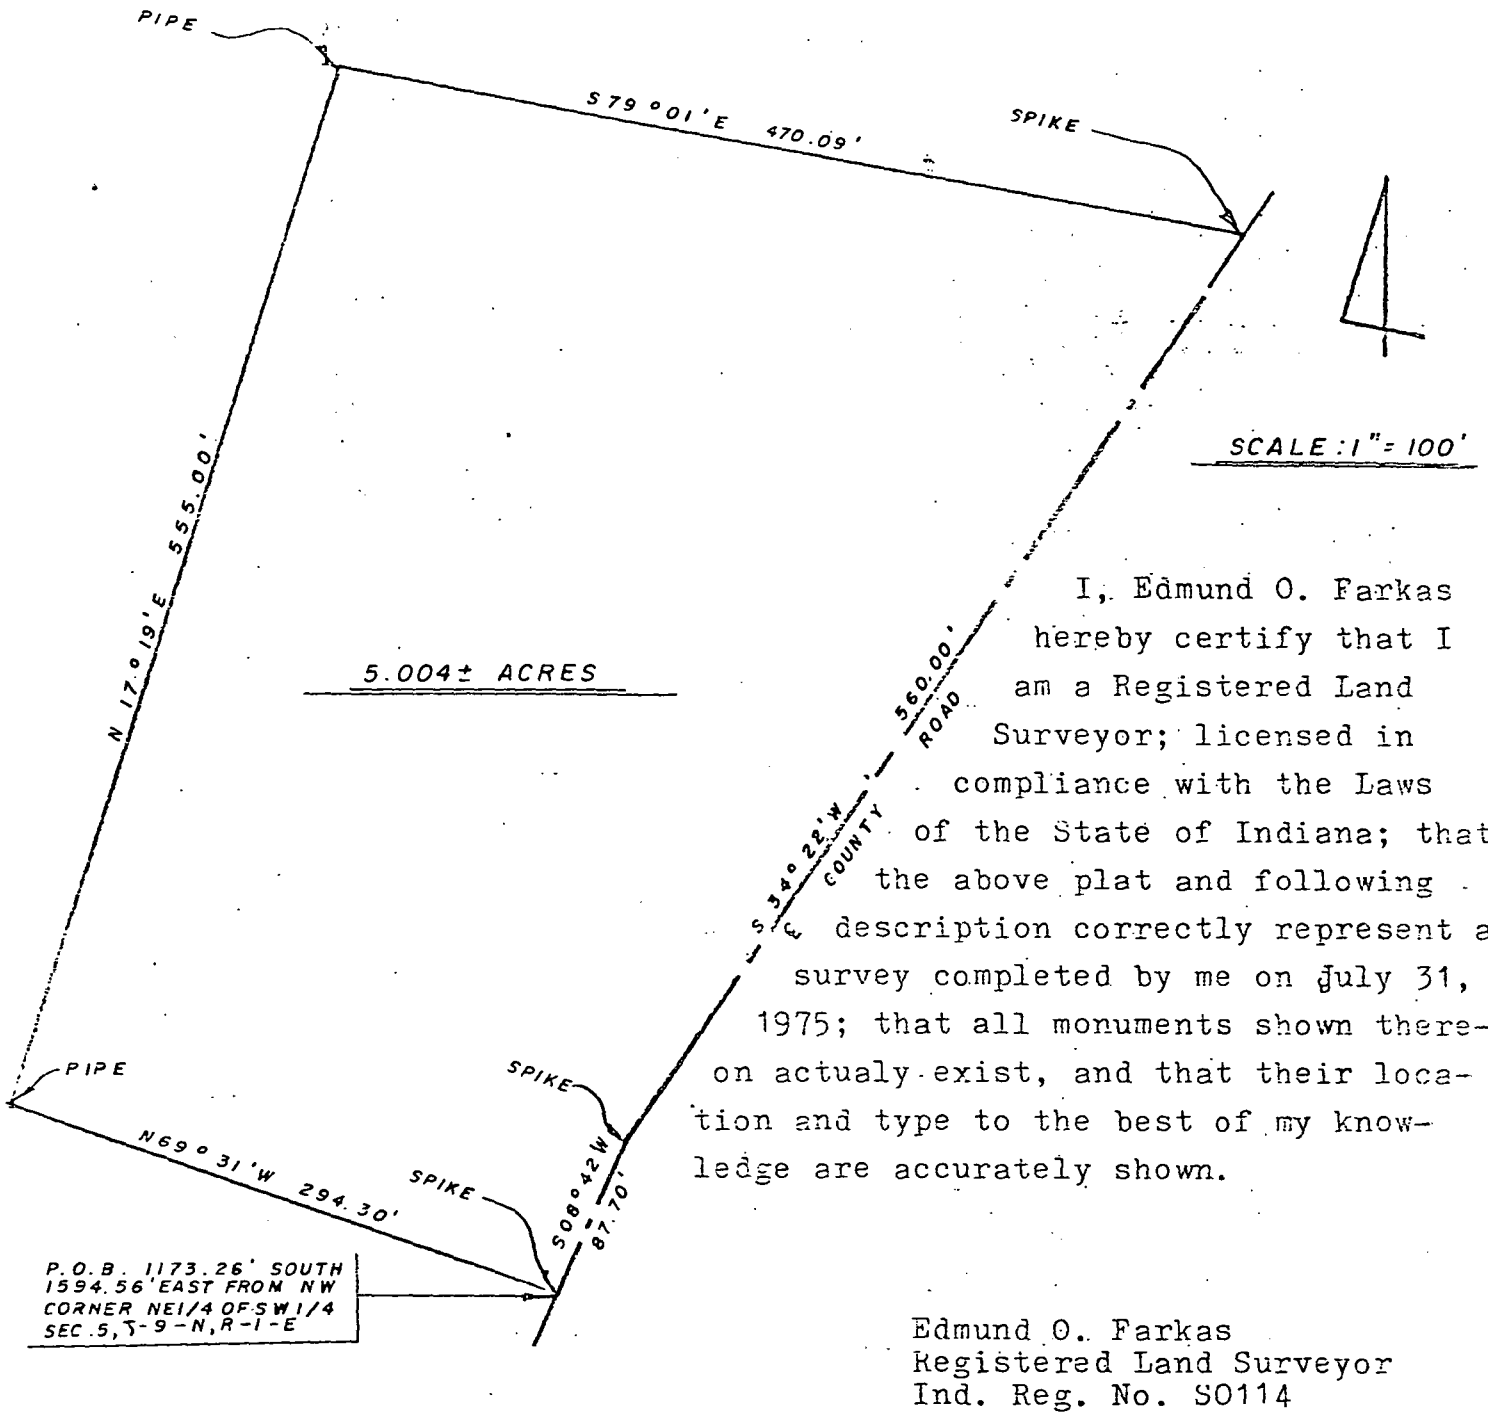 PIPE
S79°01'E 470.09'
SPIKE
SCALE:1"=100'
N 17°19'E 555.00'
5.004± ACRES
S 34°22'W 560.00'
℄ COUNTY ROAD
I, Edmund O. Farkas
hereby certify that I
am a Registered Land
Surveyor; licensed in
compliance with the Laws
of the State of Indiana; that
the above plat and following
description correctly represent a
survey completed by me on July 31,
1975; that all monuments shown there-
on actualy exist, and that their loca-
tion and type to the best of my know-
ledge are accurately shown.
PIPE
SPIKE
N69°31'W 294.30'
SPIKE
S08°42'W
87.70'
P.O.B. 1173.26' SOUTH
1594.56' EAST FROM NW
CORNER NE1/4 OF SW1/4
SEC.5, T-9-N, R-1-E
Edmund O. Farkas
Registered Land Surveyor
Ind. Reg. No. S0114